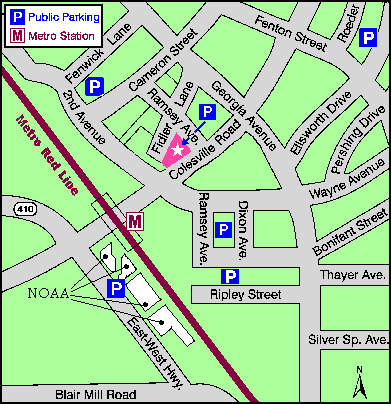 P Public Parking
M Metro Station
Fenwick Lane
Cameron Street
Fenton Street
Roeder
P
P
2nd Avenue
Fidler Lane
Ramsey Ave.
P
Georgia Avenue
Colesville Road
Ellsworth Drive
Pershing Drive
Wayne Avenue
Metro Red Line
410
M
Ramsey Ave.
P
Dixon Ave.
Bonifant Street
NOAA
P
P
Thayer Ave.
Ripley Street
East-West Hwy.
Silver Sp. Ave.
Blair Mill Road
N